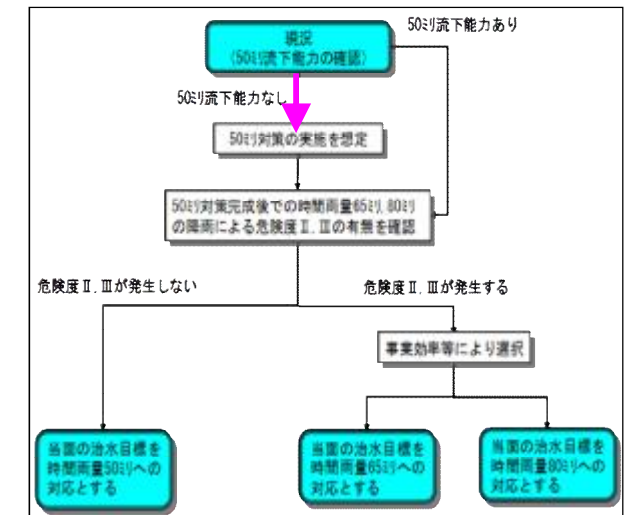 50ミリ流下能力あり
現況
(50ミリ流下能力の確認)
50ミリ流下能力なし
50ミリ対策の実施を想定
50ミリ対策完成後での時間雨量65ミリ,80ミリ
の降雨による危険度Ⅱ,Ⅲの有無を確認
危険度Ⅱ,Ⅲが発生しない
危険度Ⅱ,Ⅲが発生する
事業効率等により選択
当面の治水目標を
時間雨量50ミリへの
対応とする
当面の治水目標を
時間雨量65ミリへの
対応とする
当面の治水目標を
時間雨量80ミリへの
対応とする